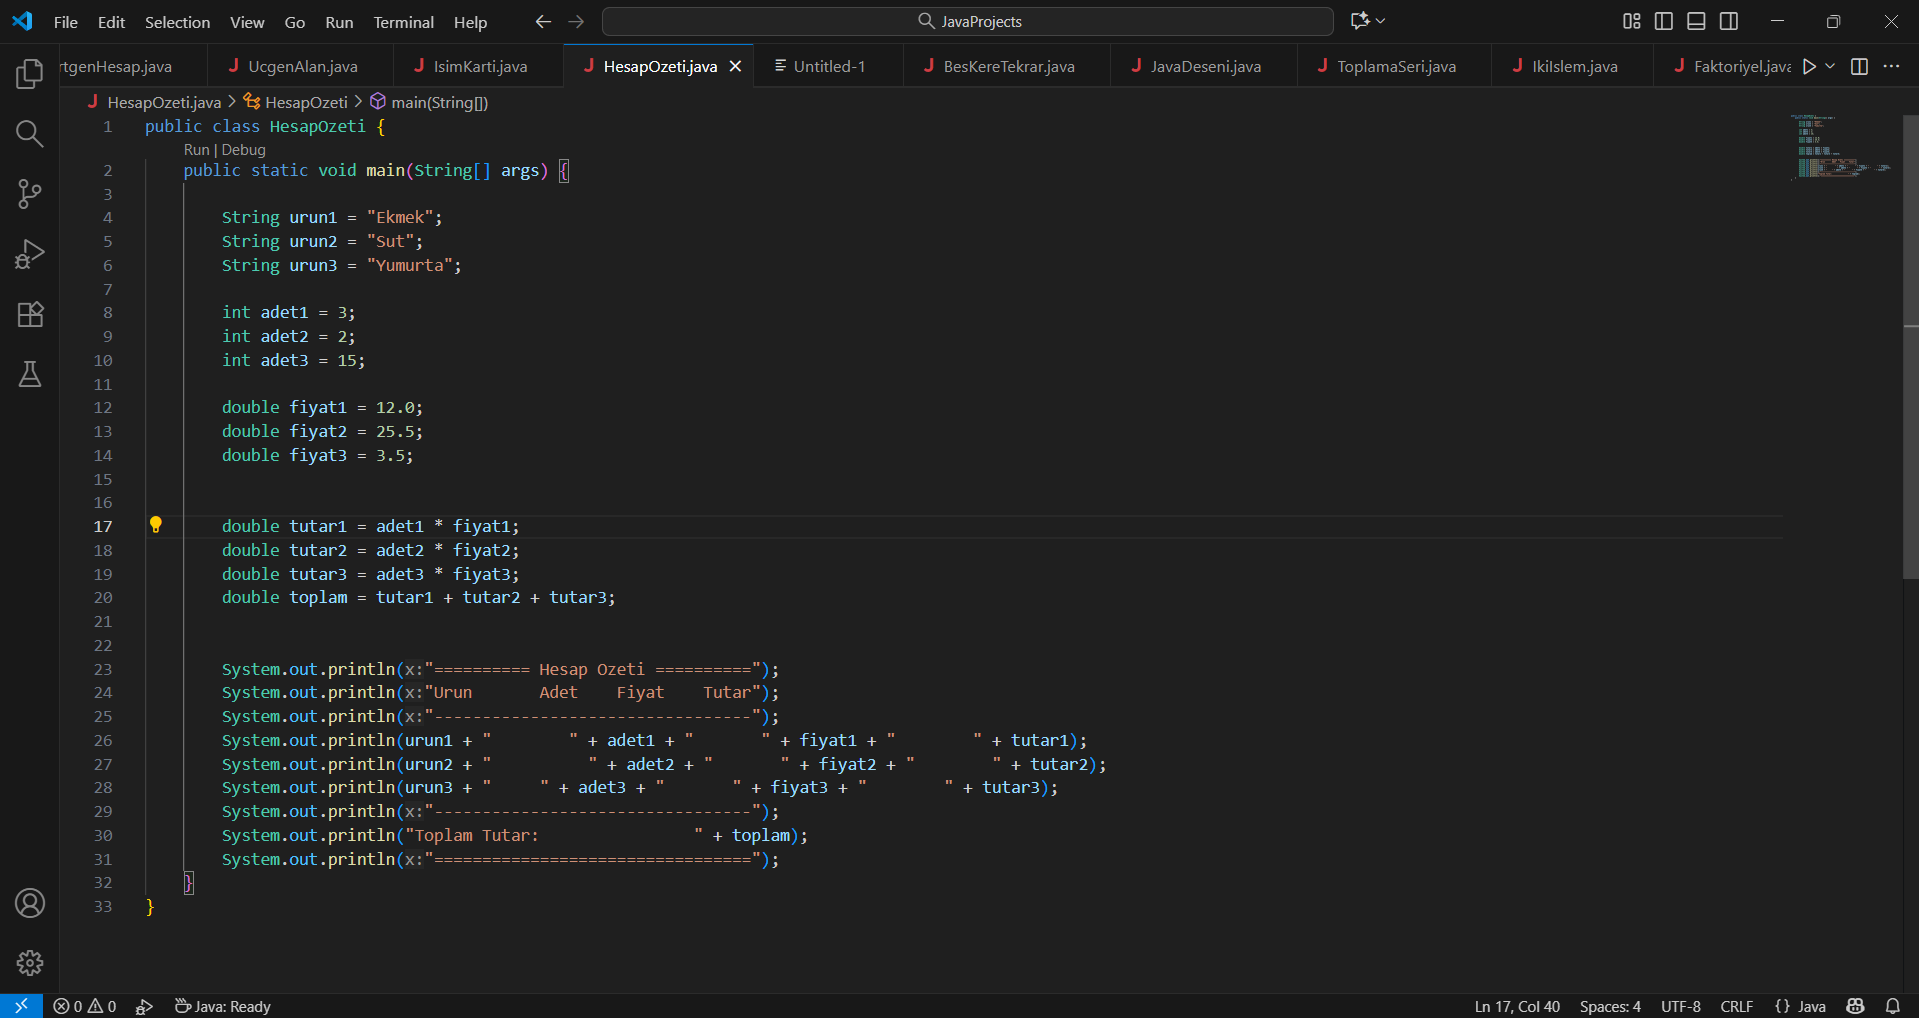 File Edit Selection View Go Run Terminal Help JavaProjects
rtgenHesap.java UcgenAlan.java IsimKarti.java HesapOzeti.java Untitled-1 BesKereTekrar.java JavaDeseni.java ToplamaSeri.java IkiIslem.java Faktoriyel.java
HesapOzeti.java > HesapOzeti > main(String[])
1 public class HesapOzeti {
Run | Debug
2 public static void main(String[] args) {
3
4 String urun1 = "Ekmek";
5 String urun2 = "Sut";
6 String urun3 = "Yumurta";
7
8 int adet1 = 3;
9 int adet2 = 2;
10 int adet3 = 15;
11
12 double fiyat1 = 12.0;
13 double fiyat2 = 25.5;
14 double fiyat3 = 3.5;
15
16
17 double tutar1 = adet1 * fiyat1;
18 double tutar2 = adet2 * fiyat2;
19 double tutar3 = adet3 * fiyat3;
20 double toplam = tutar1 + tutar2 + tutar3;
21
22
23 System.out.println(x:"========== Hesap Ozeti ==========");
24 System.out.println(x:"Urun       Adet    Fiyat    Tutar");
25 System.out.println(x:"---------------------------------");
26 System.out.println(urun1 + "        " + adet1 + "       " + fiyat1 + "        " + tutar1);
27 System.out.println(urun2 + "          " + adet2 + "       " + fiyat2 + "        " + tutar2);
28 System.out.println(urun3 + "     " + adet3 + "       " + fiyat3 + "        " + tutar3);
29 System.out.println(x:"---------------------------------");
30 System.out.println("Toplam Tutar:                " + toplam);
31 System.out.println(x:"=================================");
32 }
33 }
0 0 Java: Ready Ln 17, Col 40 Spaces: 4 UTF-8 CRLF {} Java